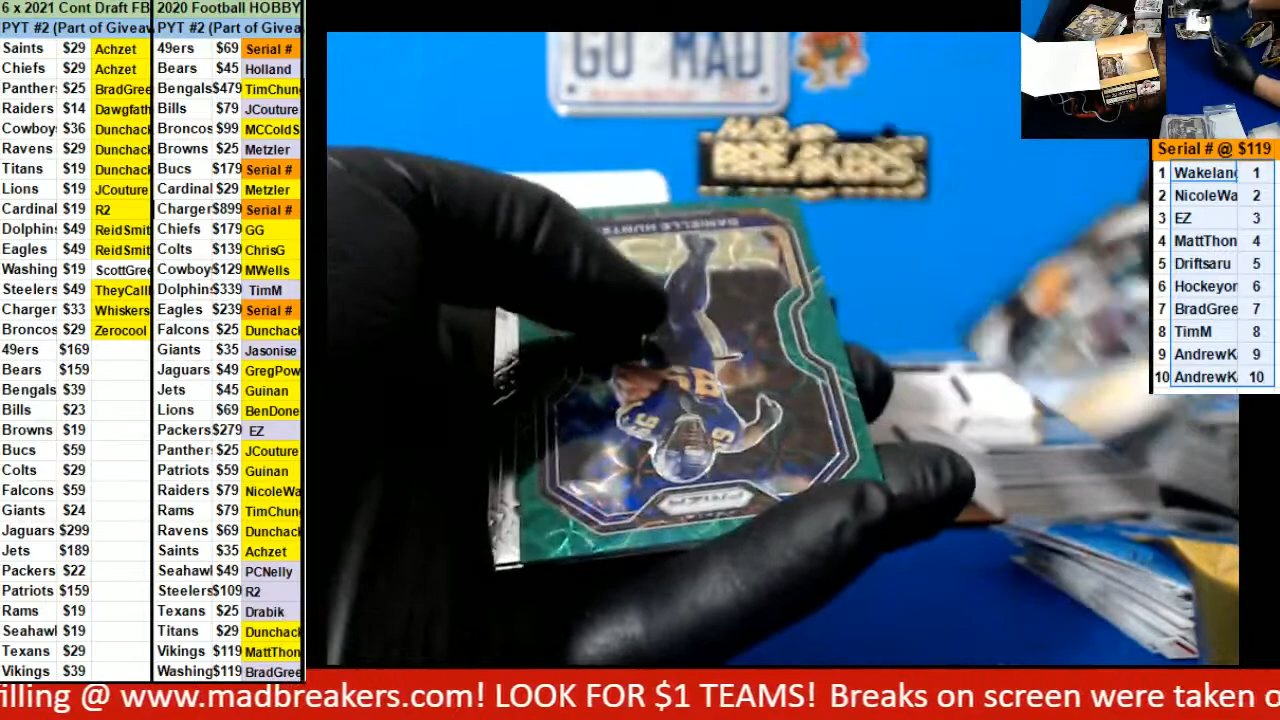 6 x 2021 Cont Draft FB
PYT #2 (Part of Giveav
Saints $29 Achzet
Chiefs $29 Achzet
Panther $25 BradGree
Raiders $14 Dawgfath
Cowboy $36 Dunchack
Ravens $29 Dunchack
Titans $19 Dunchack
Lions $19 JCouture
Cardinal $19 R2
Dolphin $49 ReidSmit
Eagles $49 ReidSmit
Washing $19 ScottGree
Steelers $49 TheyCalll
Charger $33 Whiskers
Broncos $29 Zerocool
49ers $169
Bears $159
Bengals $39
Bills $23
Browns $19
Bucs $59
Colts $29
Falcons $59
Giants $24
Jaguars $299
Jets $189
Packers $22
Patriots $159
Rams $19
Seahawl $19
Texans $29
Vikings $39
2020 Football HOBBY
PYT #2 (Part of Givea
49ers $69 Serial #
Bears $45 Holland
Bengals $479 TimChung
Bills $79 JCouture
Broncos $99 MCColdS
Browns $25 Metzler
Bucs $179 Serial #
Cardinal $29 Metzler
Charger $899 Serial #
Chiefs $179 GG
Colts $139 ChrisG
Cowboy $129 MWells
Dolphin $339 TimM
Eagles $239 Serial #
Falcons $25 Dunchack
Giants $35 Jasonise
Jaguars $49 GregPow
Jets $45 Guinan
Lions $69 BenDone
Packers $279 EZ
Panther $25 JCouture
Patriots $59 Guinan
Raiders $79 NicoleWa
Rams $79 TimChung
Ravens $69 Dunchack
Saints $35 Achzet
Seahawl $49 PCNelly
Steelers $109 R2
Texans $25 Drabik
Titans $29 Dunchack
Vikings $119 MattThon
Washing $119 BradGree
GO MAD
MAD
BREAKERS
DANIELLE HUNTE
PRIZM
Serial # @ $119
1 Wakeland 1
2 NicoleWa 2
3 EZ 3
4 MattThon 4
5 Driftsaru 5
6 Hockeyor 6
7 BradGree 7
8 TimM 8
9 AndrewK 9
10 AndrewK 10
illing @ www.madbreakers.com! LOOK FOR $1 TEAMS! Breaks on screen were taken o